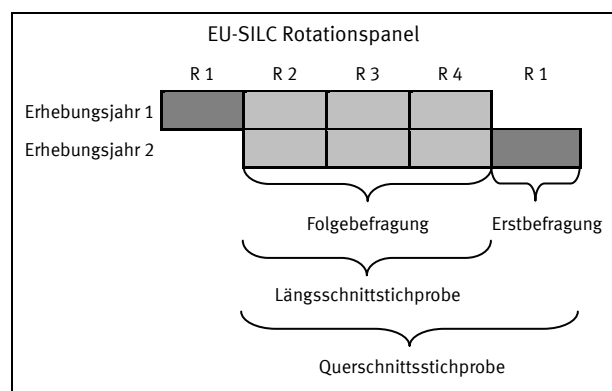 EU-SILC Rotationspanel
R 1 R 2 R 3 R 4 R 1
Erhebungsjahr 1
Erhebungsjahr 2
Folgebefragung Erstbefragung
Längsschnittstichprobe
Querschnittsstichprobe